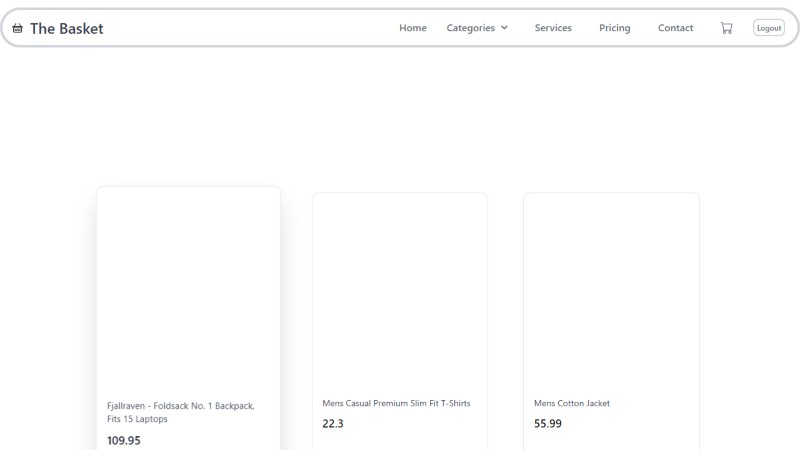 The Basket
Home
Categories
Services
Pricing
Contact
Logout
Fjallraven - Foldsack No. 1 Backpack,
Fits 15 Laptops
109.95
Mens Casual Premium Slim Fit T-Shirts
22.3
Mens Cotton Jacket
55.99